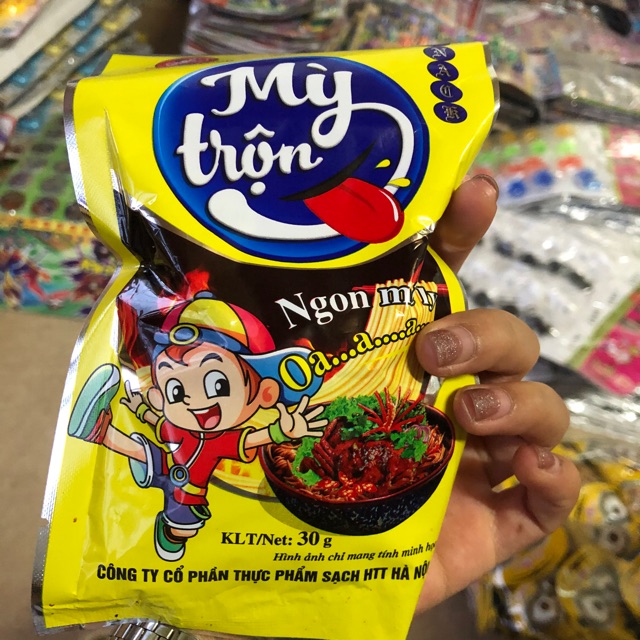 NACK
Mỳ
trộn
Ngon
Oa...a....a..
KLT/Net: 30 g
Hình ảnh chỉ mang tính minh họa
CÔNG TY CỔ PHẦN THỰC PHẨM SẠCH HTT HÀ NỘI